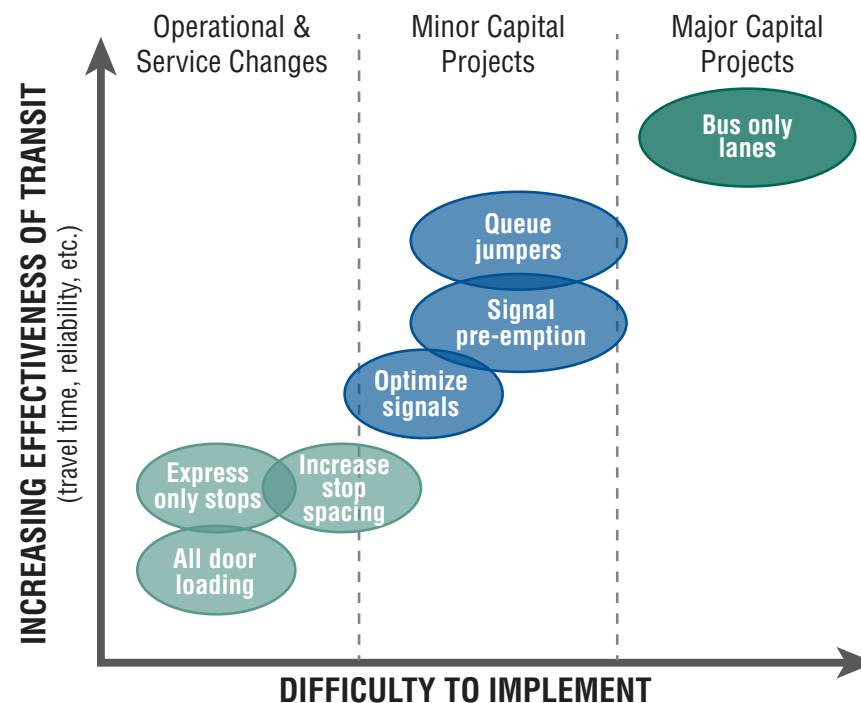 Operational &
Service Changes
Minor Capital
Projects
Major Capital
Projects
INCREASING EFFECTIVENESS OF TRANSIT
(travel time, reliability, etc.)
Bus only
lanes
Queue
jumpers
Signal
pre-emption
Optimize
signals
Express
only stops
Increase
stop
spacing
All door
loading
DIFFICULTY TO IMPLEMENT